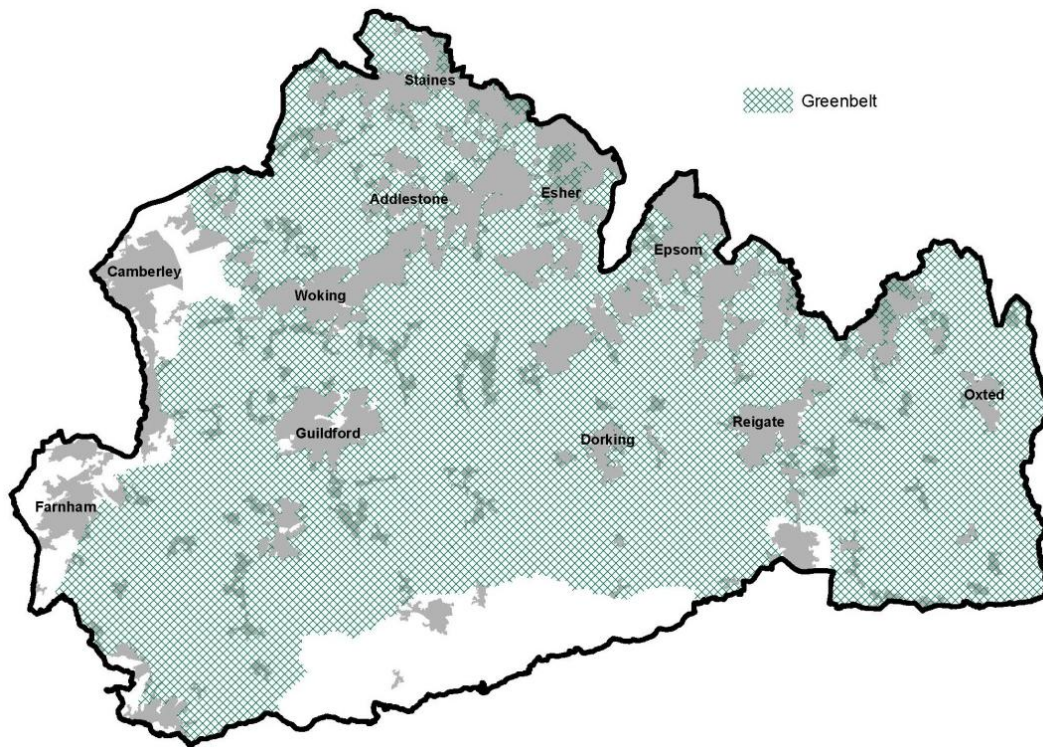 Staines
Greenbelt
Addlestone
Esher
Epsom
Camberley
Woking
Oxted
Guildford
Dorking
Reigate
Farnham